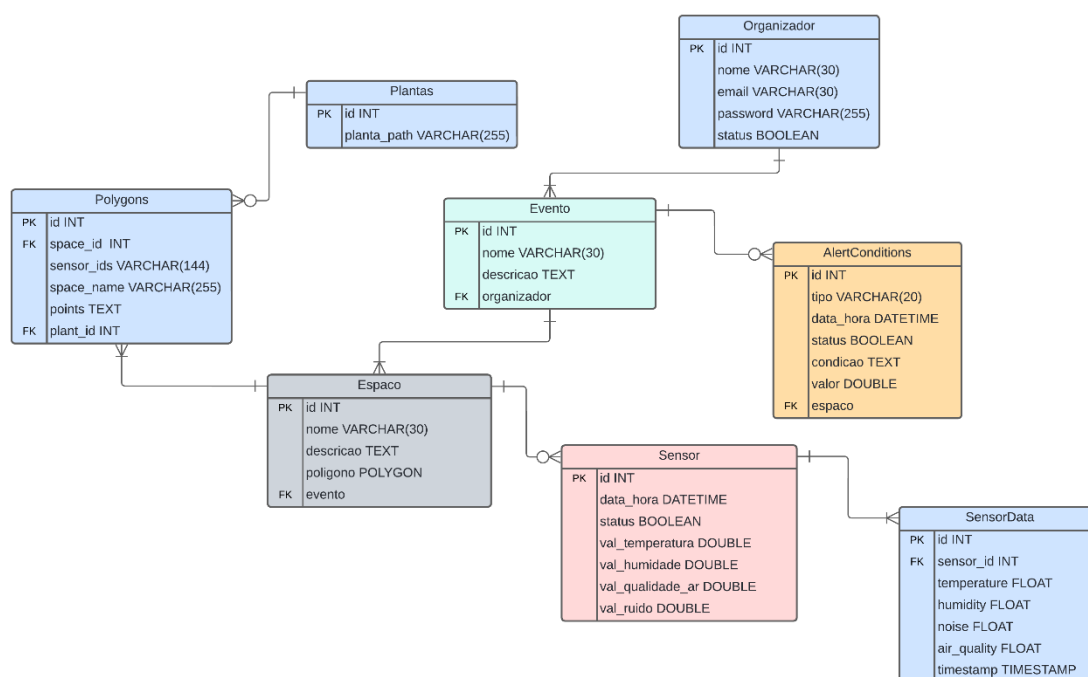 Organizador
PK id INT
nome VARCHAR(30)
email VARCHAR(30)
password VARCHAR(255)
status BOOLEAN
Plantas
PK id INT
planta_path VARCHAR(255)
Polygons
PK id INT
FK space_id INT
sensor_ids VARCHAR(144)
space_name VARCHAR(255)
points TEXT
FK plant_id INT
Evento
PK id INT
nome VARCHAR(30)
descricao TEXT
FK organizador
AlertConditions
PK id INT
tipo VARCHAR(20)
data_hora DATETIME
status BOOLEAN
condicao TEXT
valor DOUBLE
FK espaco
Espaco
PK id INT
nome VARCHAR(30)
descricao TEXT
poligono POLYGON
FK evento
Sensor
PK id INT
data_hora DATETIME
status BOOLEAN
val_temperatura DOUBLE
val_humidade DOUBLE
val_qualidade_ar DOUBLE
val_ruido DOUBLE
SensorData
PK id INT
FK sensor_id INT
temperature FLOAT
humidity FLOAT
noise FLOAT
air_quality FLOAT
timestamp TIMESTAMP